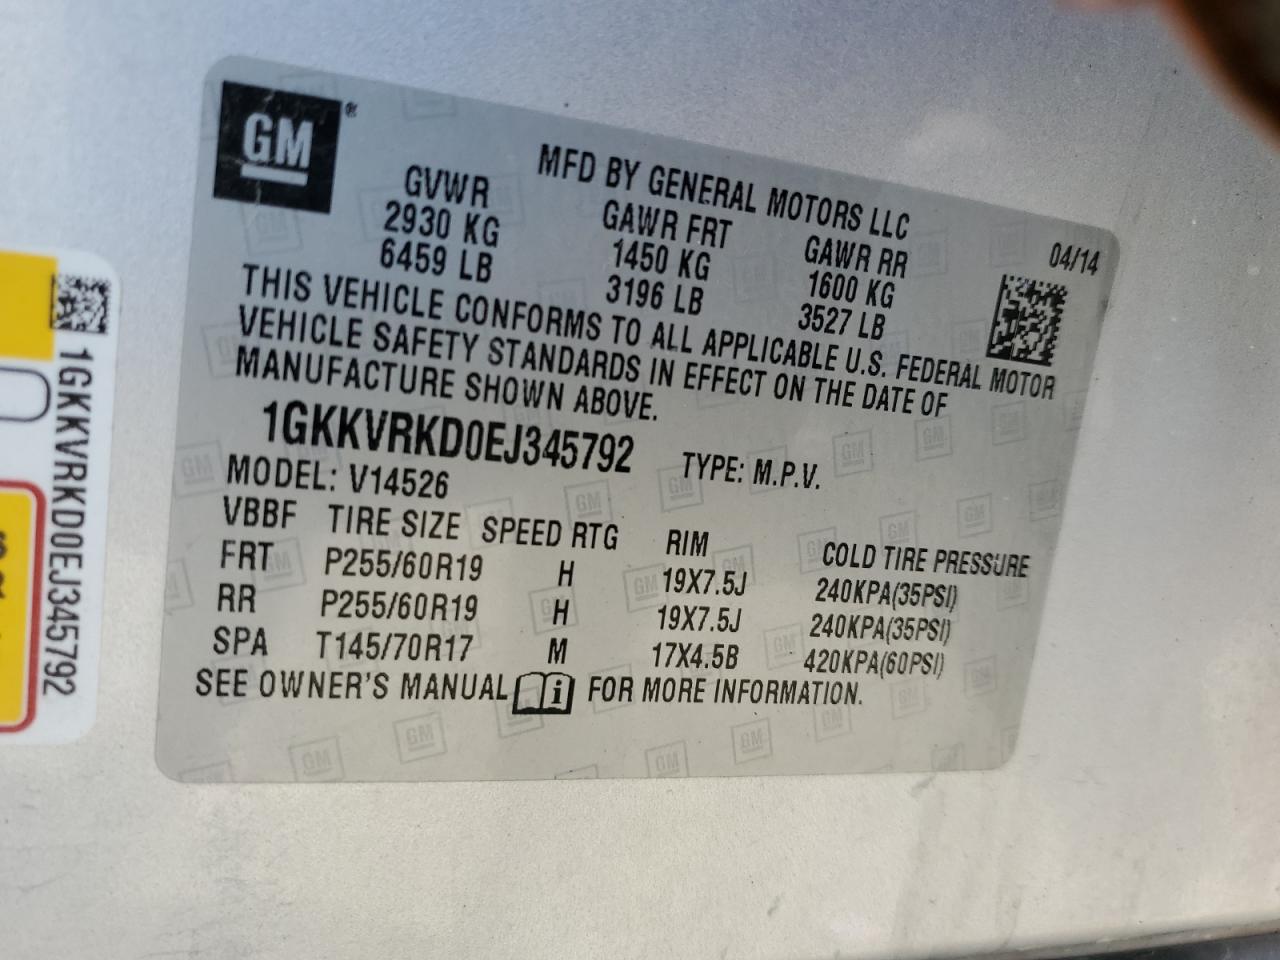 GM®
MFD BY GENERAL MOTORS LLC
GVWR GAWR FRT GAWR RR 04/14
2930 KG 1450 KG 1600 KG
6459 LB 3196 LB 3527 LB
THIS VEHICLE CONFORMS TO ALL APPLICABLE U.S. FEDERAL MOTOR
VEHICLE SAFETY STANDARDS IN EFFECT ON THE DATE OF
MANUFACTURE SHOWN ABOVE.
1GKKVRKD0EJ345792 TYPE: M.P.V.
MODEL: V14526
VBBF TIRE SIZE SPEED RTG RIM COLD TIRE PRESSURE
FRT P255/60R19 H 19X7.5J 240KPA(35PSI)
RR P255/60R19 H 19X7.5J 240KPA(35PSI)
SPA T145/70R17 M 17X4.5B 420KPA(60PSI)
SEE OWNER'S MANUAL i FOR MORE INFORMATION.
1GKKVRKD0EJ345792